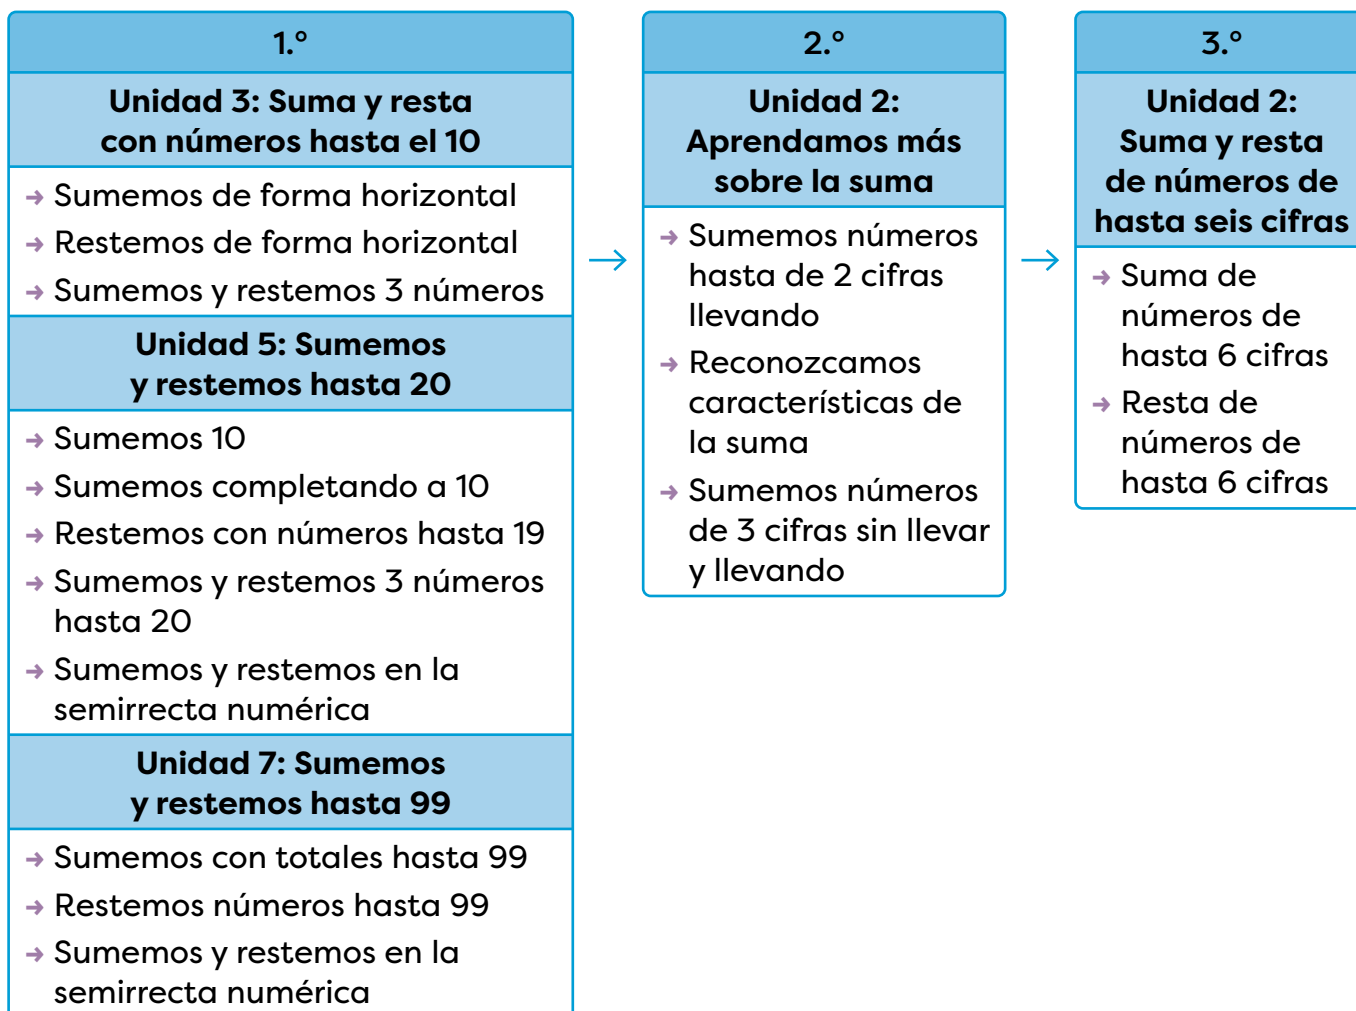 1.°
Unidad 3: Suma y resta
con números hasta el 10
→ Sumemos de forma horizontal
→ Restemos de forma horizontal
→ Sumemos y restemos 3 números
Unidad 5: Sumemos
y restemos hasta 20
→ Sumemos 10
→ Sumemos completando a 10
→ Restemos con números hasta 19
→ Sumemos y restemos 3 números
hasta 20
→ Sumemos y restemos en la
semirrecta numérica
Unidad 7: Sumemos
y restemos hasta 99
→ Sumemos con totales hasta 99
→ Restemos números hasta 99
→ Sumemos y restemos en la
semirrecta numérica
2.°
Unidad 2:
Aprendamos más
sobre la suma
→ Sumemos números
hasta de 2 cifras
llevando
→ Reconozcamos
características de
la suma
→ Sumemos números
de 3 cifras sin llevar
y llevando
3.°
Unidad 2:
Suma y resta
de números de
hasta seis cifras
→ Suma de
números de
hasta 6 cifras
→ Resta de
números de
hasta 6 cifras